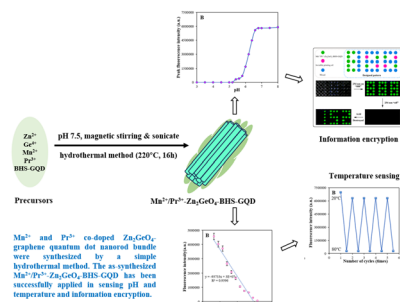 B
Peak fluorescence intensity (a.u.)
pH
Information encryption
Zn²⁺
Ge⁴⁺
Mn²⁺
Pr³⁺
BHS-GQD
Precursors
pH 7.5, magnetic stirring & sonicate
hydrothermal method (220°C, 16h)
Mn²⁺/Pr³⁺-Zn₂GeO₄-BHS-GQD
Temperature sensing
B
Fluorescence intensity(a.u.)
20°C
80°C
Number of cycles (times)
B
Fluorescence intensity(a.u.)
Mn²⁺ and Pr³⁺ co-doped Zn₂GeO₄-
graphene quantum dot nanorod bundle
were synthesized by a simple
hydrothermal method. The as-synthesized
Mn²⁺/Pr³⁺-Zn₂GeO₄-BHS-GQD has been
successfully applied in sensing pH and
temperature and information encryption.